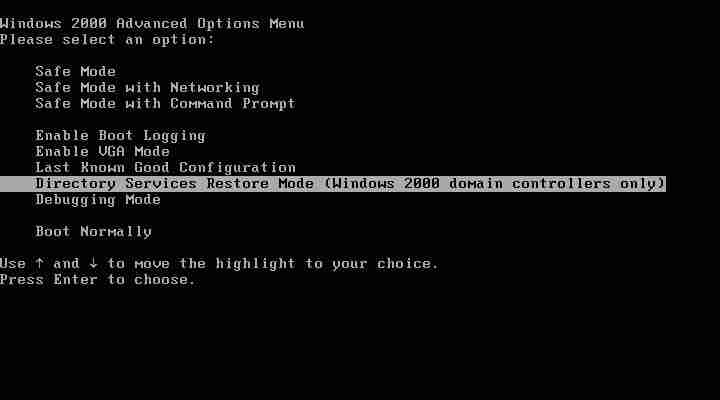 Windows 2000 Advanced Options Menu
Please select an option:
Safe Mode
Safe Mode with Networking
Safe Mode with Command Prompt
Enable Boot Logging
Enable VGA Mode
Last Known Good Configuration
Directory Services Restore Mode (Windows 2000 domain controllers only)
Debugging Mode
Boot Normally
Use ↑ and ↓ to move the highlight to your choice.
Press Enter to choose.